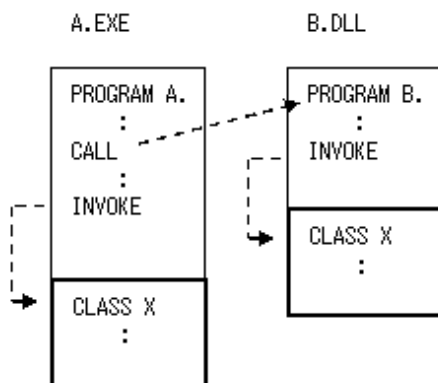 A.EXE
PROGRAM A.
:
CALL
:
INVOKE
CLASS X
:
B.DLL
PROGRAM B.
:
INVOKE
CLASS X
: